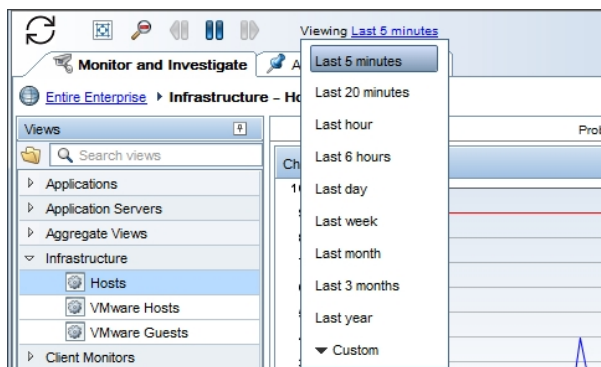 Viewing Last 5 minutes
Monitor and Investigate
A
Last 5 minutes
Last 20 minutes
Last hour
Last 6 hours
Last day
Last week
Last month
Last 3 months
Last year
Custom
Entire Enterprise Infrastructure – Ho
Views
Search views
Applications
Application Servers
Aggregate Views
Infrastructure
Hosts
VMware Hosts
VMware Guests
Client Monitors
Prob
Ch